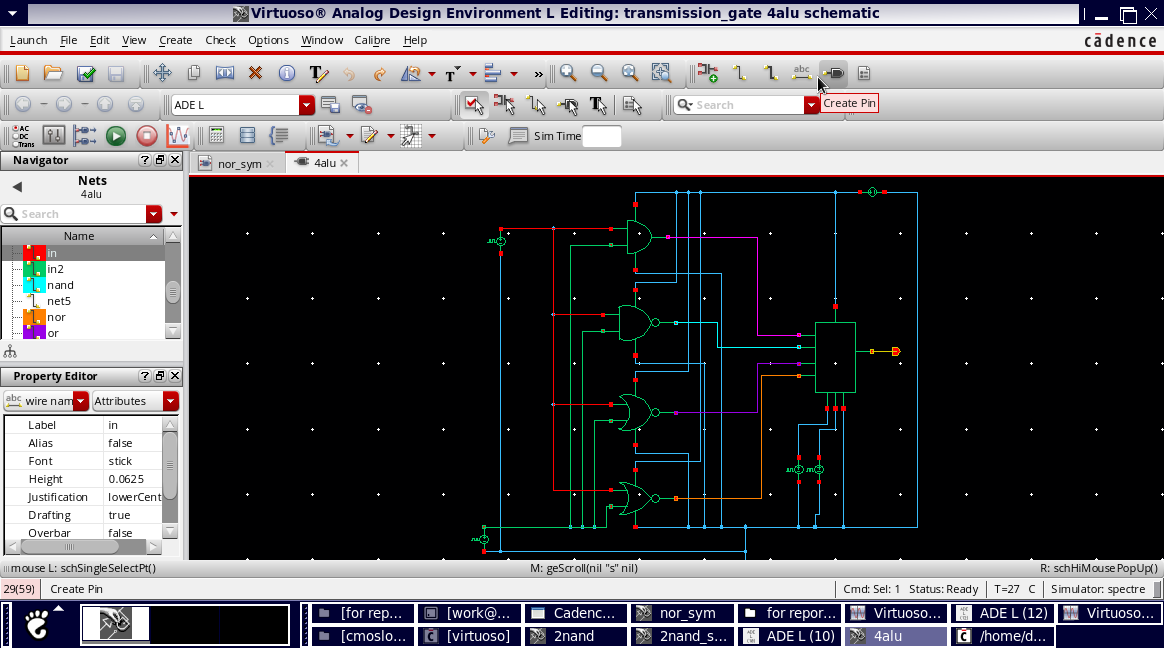 Virtuoso® Analog Design Environment L Editing: transmission_gate 4alu schematic
Launch File Edit View Create Check Options Window Calibre Help cādence
abc
ADE L Search Create Pin
AC DC Trans Sim Time
Navigator ? nor_sym 4alu
Nets
4alu
Search
Name
in
in2
nand
net5
nor
or
Property Editor ?
abc wire nam Attributes
Label in
Alias false
Font stick
Height 0.0625
Justification lowerCent
Drafting true
Overbar false
mouse L: schSingleSelectPt() M: geScroll(nil "s" nil) R: schHiMousePopUp()
29(59) Create Pin Cmd: Sel: 1 Status: Ready T=27 C Simulator: spectre
[for rep... [work@... Cadenc... nor_sym for repor... Virtuoso... ADE L (12) Virtuoso...
[cmoslo... [virtuoso] 2nand 2nand_s... ADE L (10) 4alu /home/d...